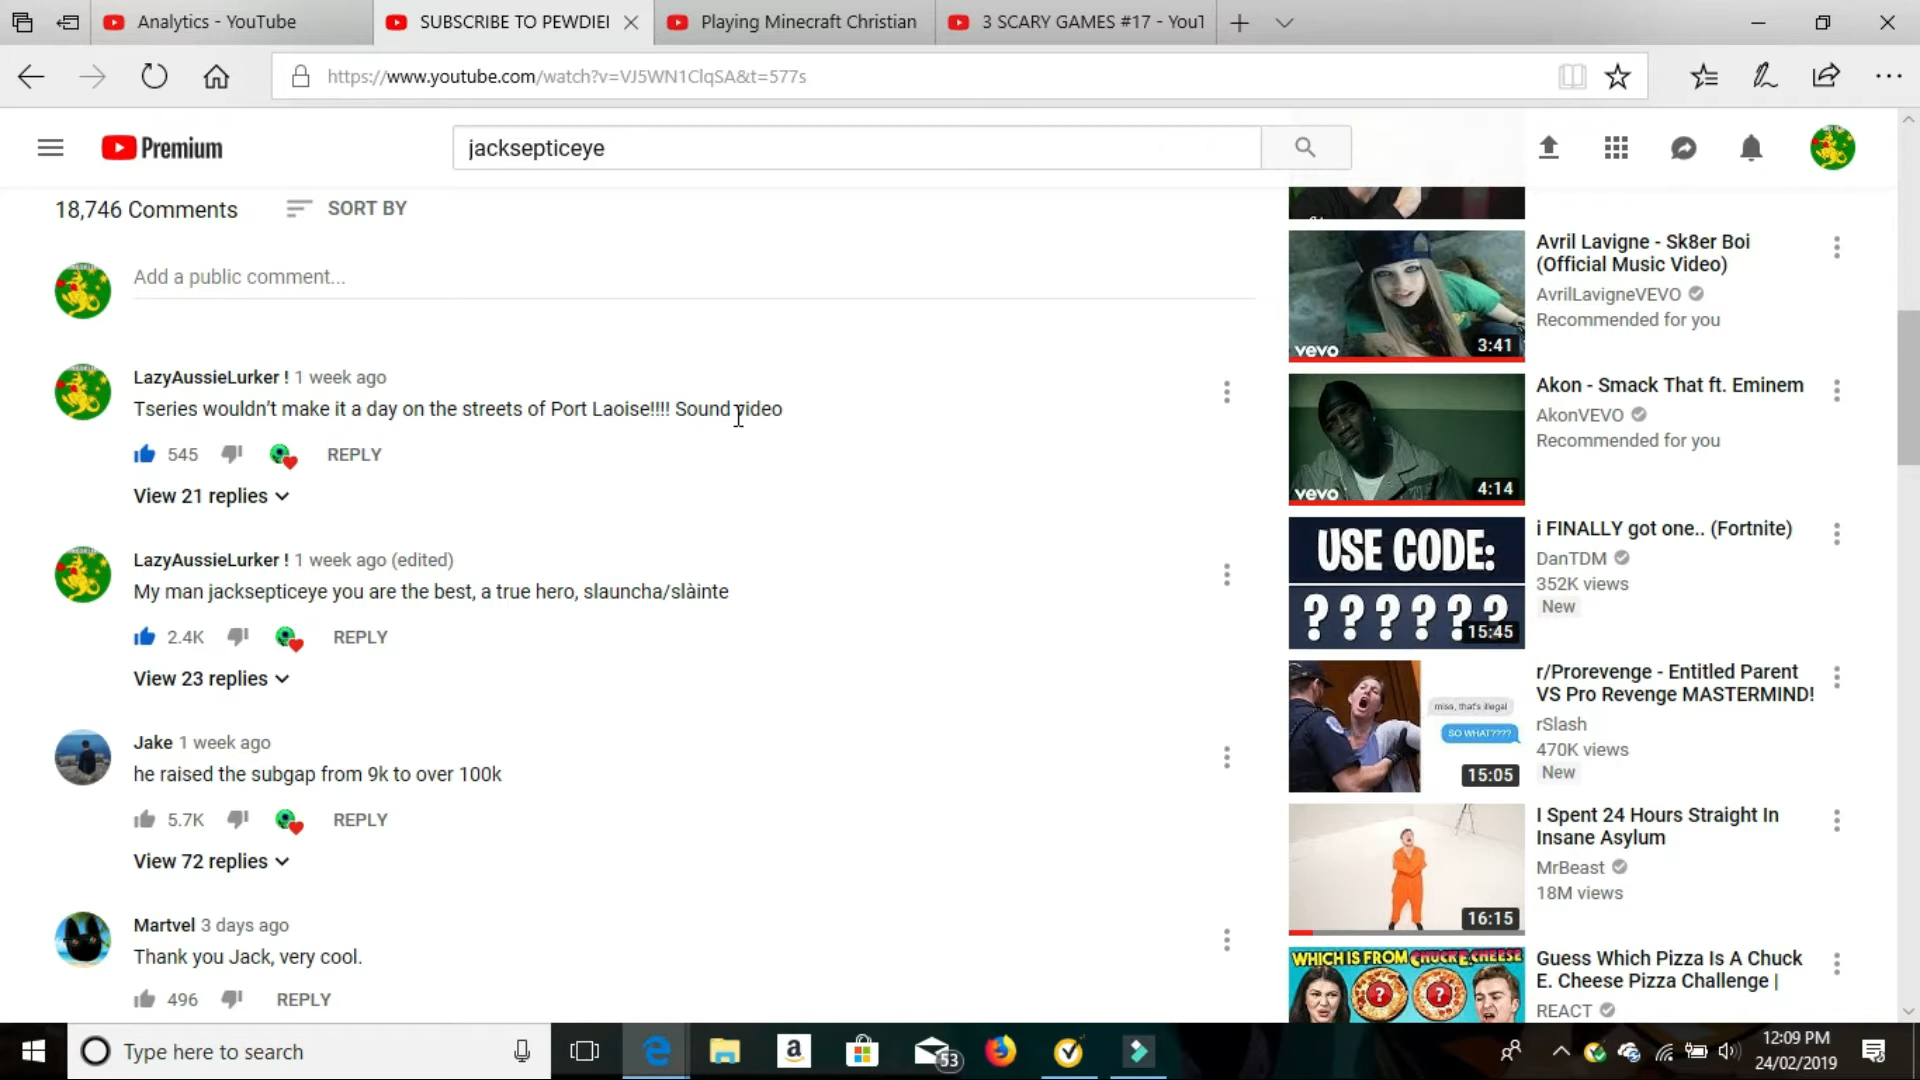 Analytics - YouTube
SUBSCRIBE TO PEWDIEI
Playing Minecraft Christian
3 SCARY GAMES #17 - YouT
https://www.youtube.com/watch?v=VJ5WN1ClqSA&t=577s
Premium
jacksepticeye
18,746 Comments
SORT BY
Add a public comment...
LazyAussieLurker ! 1 week ago
Tseries wouldn't make it a day on the streets of Port Laoise!!!! Sound video
545
REPLY
View 21 replies
LazyAussieLurker ! 1 week ago (edited)
My man jacksepticeye you are the best, a true hero, slauncha/slàinte
2.4K
REPLY
View 23 replies
Jake 1 week ago
he raised the subgap from 9k to over 100k
5.7K
REPLY
View 72 replies
Martvel 3 days ago
Thank you Jack, very cool.
496
REPLY
Avril Lavigne - Sk8er Boi
(Official Music Video)
AvrilLavigneVEVO
Recommended for you
vevo
3:41
Akon - Smack That ft. Eminem
AkonVEVO
Recommended for you
vevo
4:14
USE CODE:
??????
15:45
i FINALLY got one.. (Fortnite)
DanTDM
352K views
New
miss, that's illegal
SO WHAT????
15:05
r/Prorevenge - Entitled Parent
VS Pro Revenge MASTERMIND!
rSlash
470K views
New
16:15
I Spent 24 Hours Straight In
Insane Asylum
MrBeast
18M views
WHICH IS FROM CHUCK E. CHEESE
? ?
Guess Which Pizza Is A Chuck
E. Cheese Pizza Challenge |
REACT
Type here to search
a
53
12:09 PM
24/02/2019